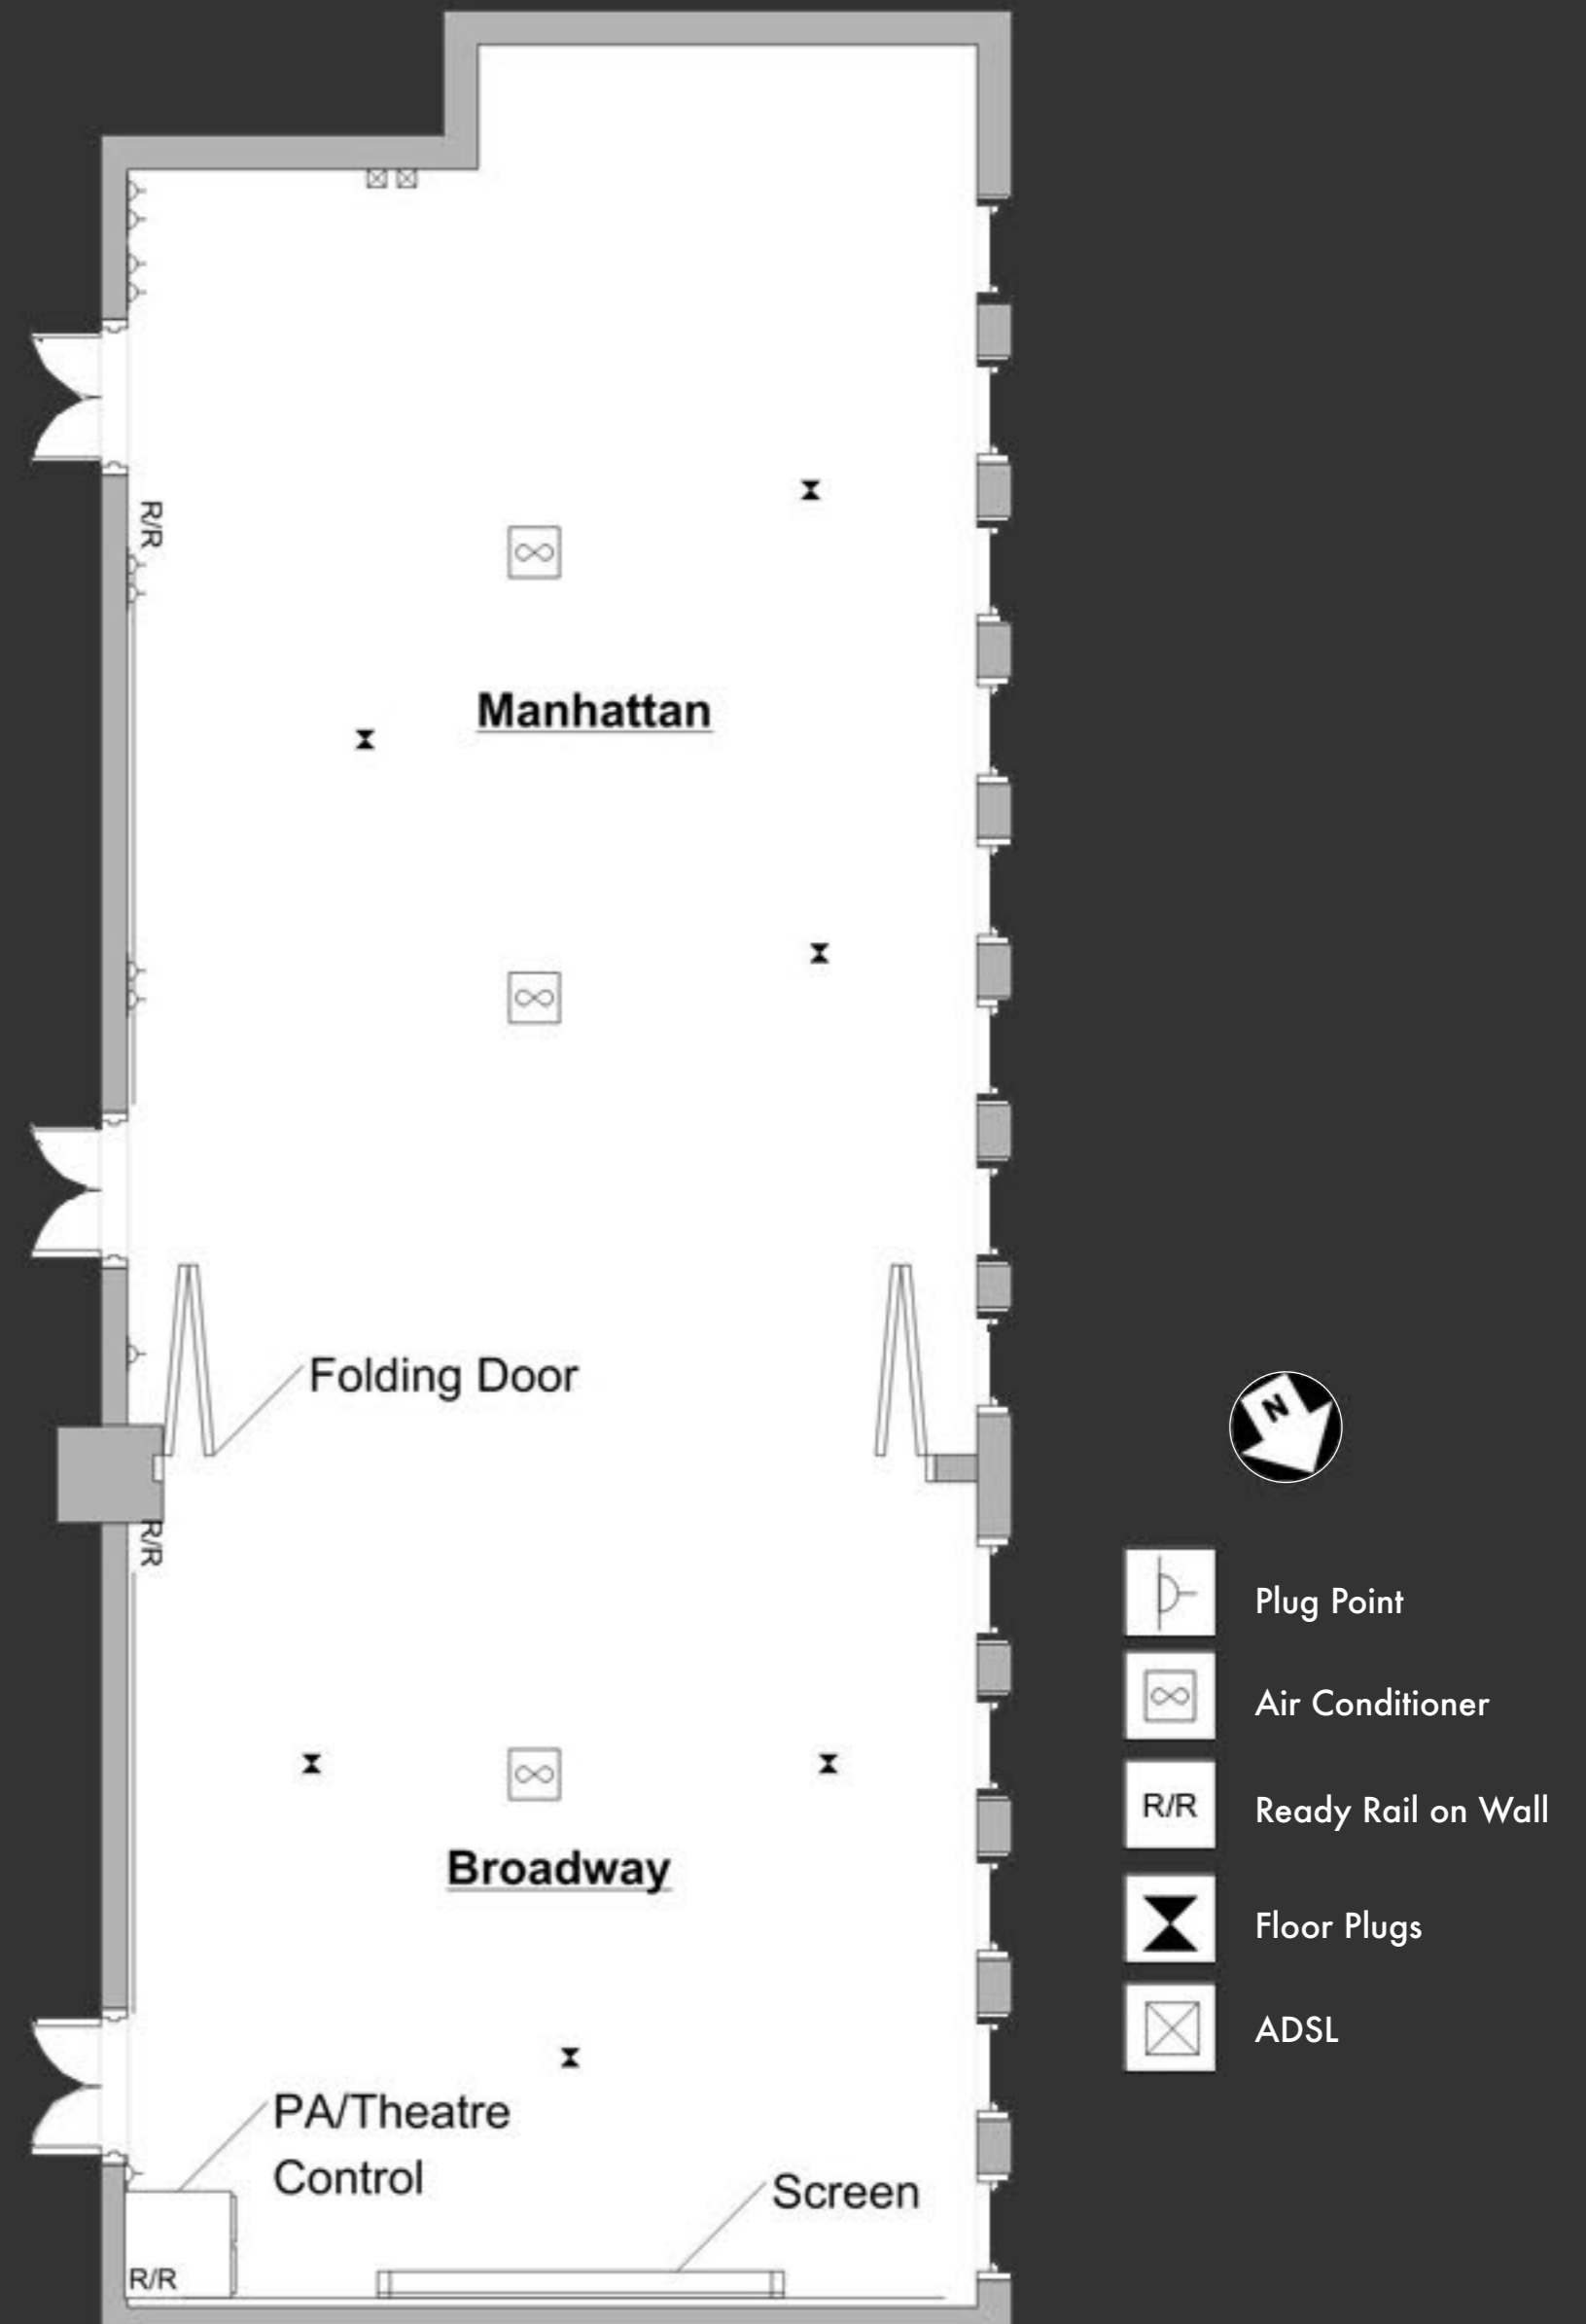 R/R
Manhattan
Folding Door
N
R/R
Plug Point
Air Conditioner
R/R
Ready Rail on Wall
Broadway
Floor Plugs
ADSL
PA/Theatre
Control
Screen
R/R